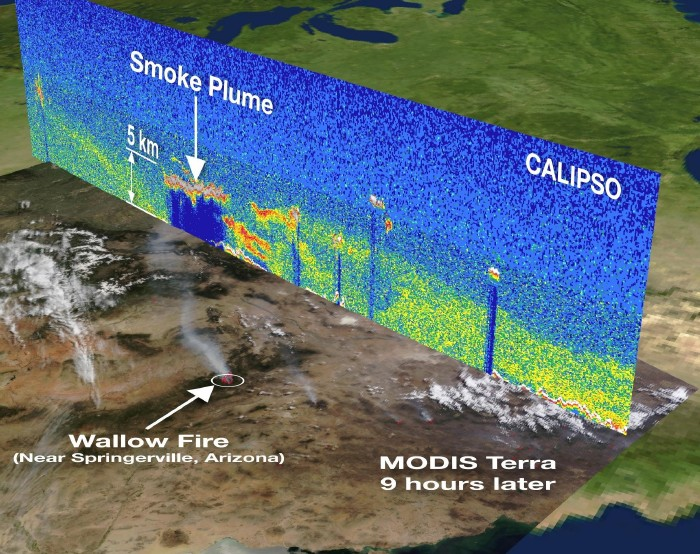 Smoke Plume
5 km
CALIPSO
Wallow Fire
(Near Springerville, Arizona)
MODIS Terra
9 hours later